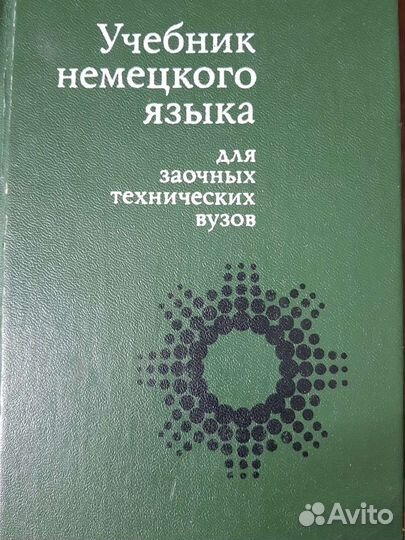 Учебник
немецкого
языка
для
заочных
технических
вузов
Avito